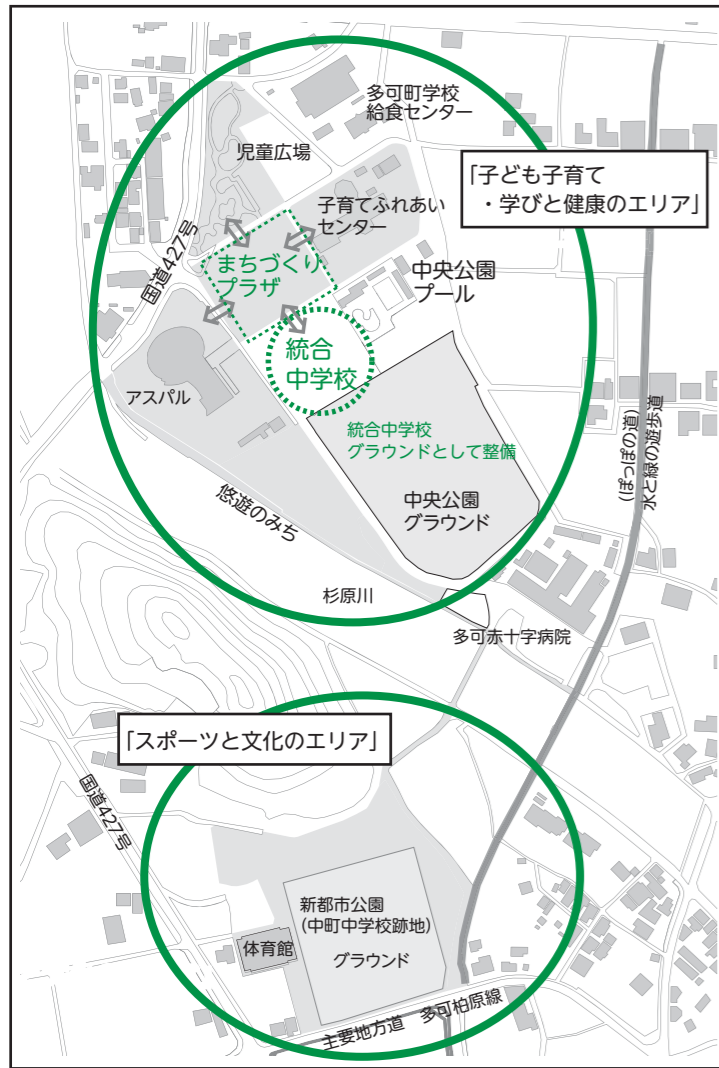 多可町学校
給食センター
児童広場
「子ども子育て
・学びと健康のエリア」
子育てふれあい
センター
国道427号
まちづくり
プラザ
中央公園
プール
統合
中学校
アスパル
統合中学校
グラウンドとして整備
(ぽっぽの道)
水と緑の遊歩道
中央公園
グラウンド
悠遊のみち
杉原川
多可赤十字病院
「スポーツと文化のエリア」
国道427号
新都市公園
(中町中学校跡地)
体育館
グラウンド
主要地方道 多可柏原線